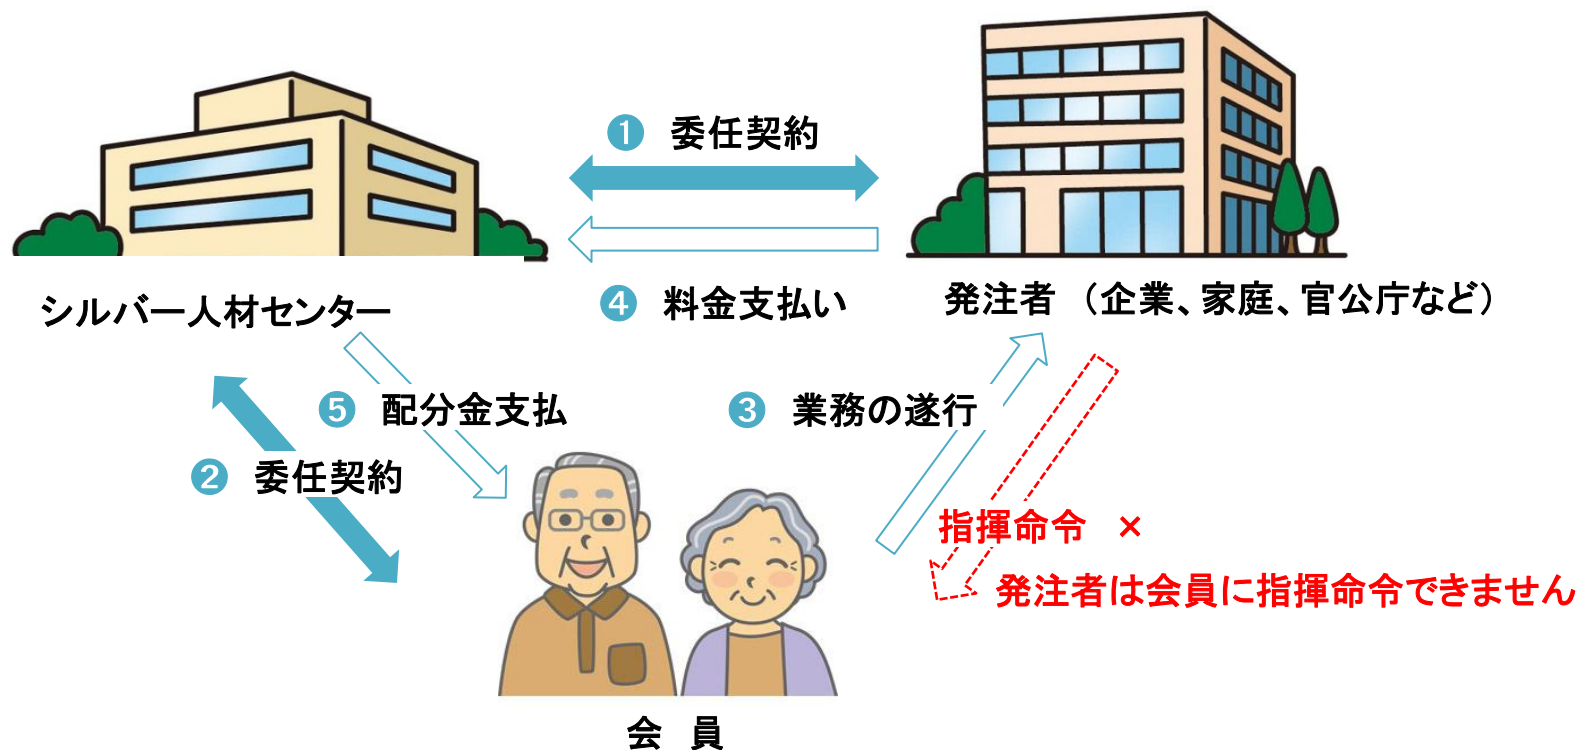 ❶ 委任契約
シルバー人材センター
❹ 料金支払い
発注者 （企業、家庭、官公庁など）
❺ 配分金支払
❸ 業務の遂行
❷ 委任契約
指揮命令 ×
発注者は会員に指揮命令できません
会 員